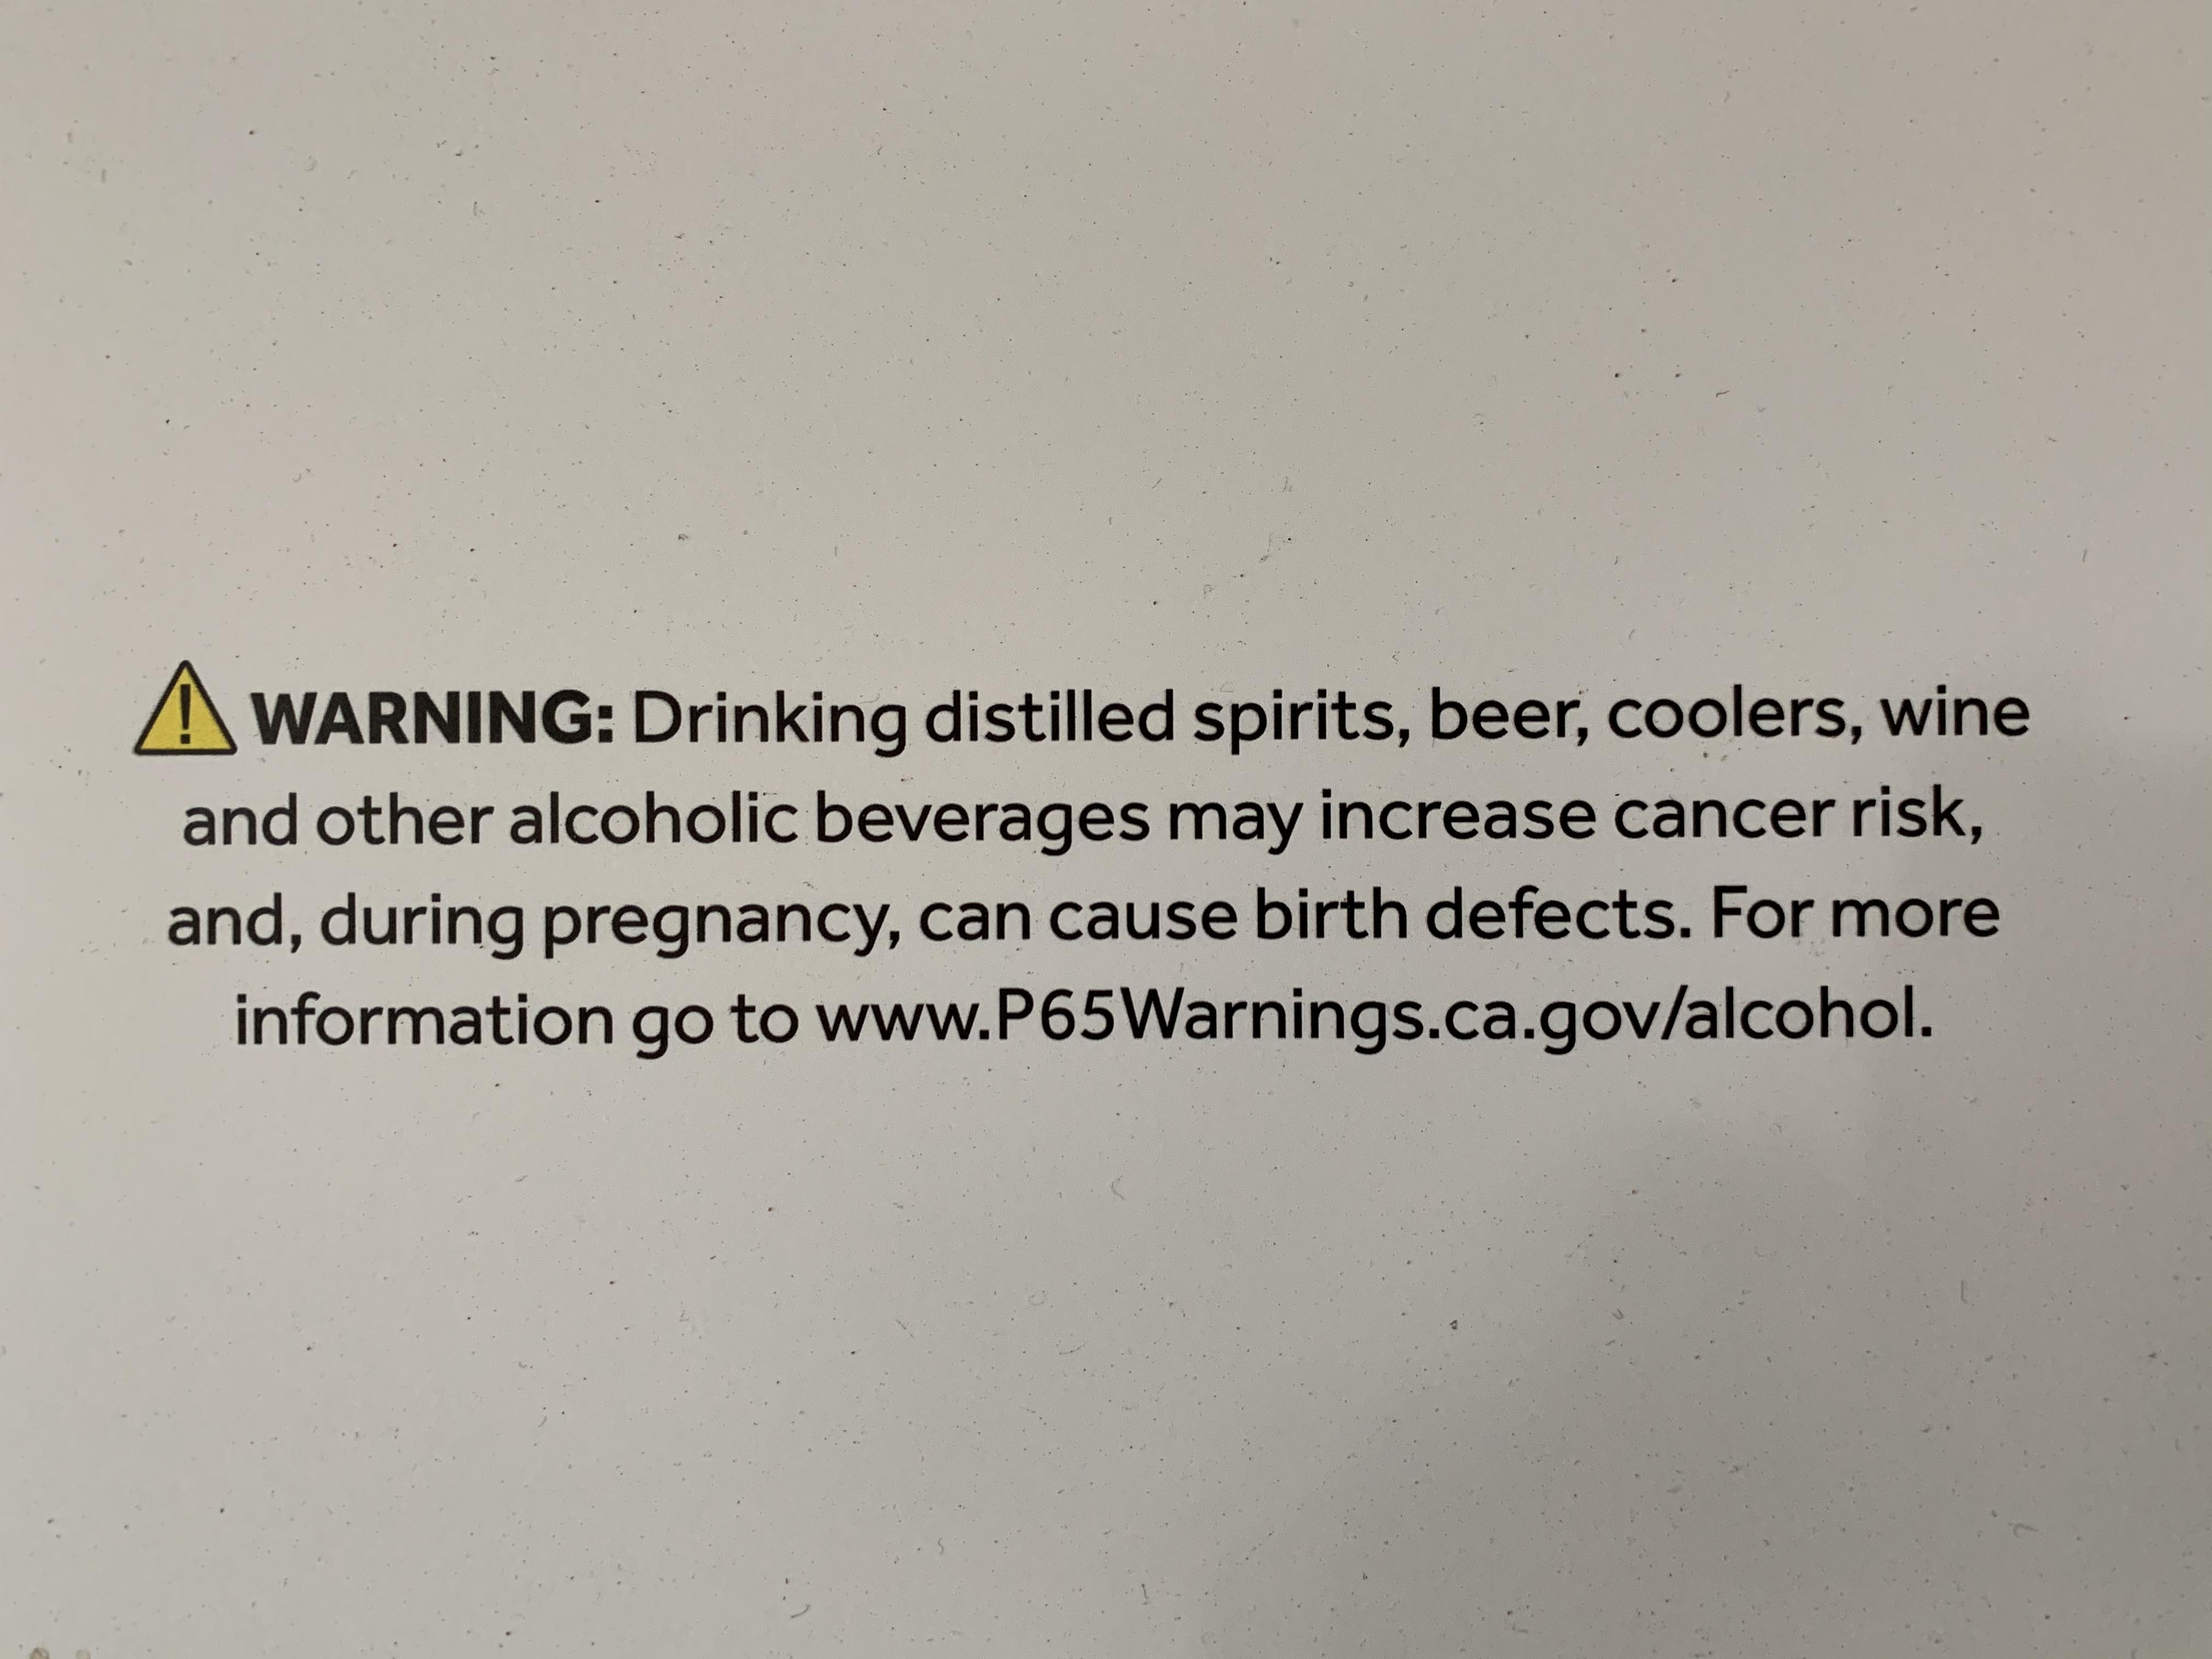 WARNING: Drinking distilled spirits, beer, coolers, wine
and other alcoholic beverages may increase cancer risk,
and, during pregnancy, can cause birth defects. For more
information go to www.P65Warnings.ca.gov/alcohol.